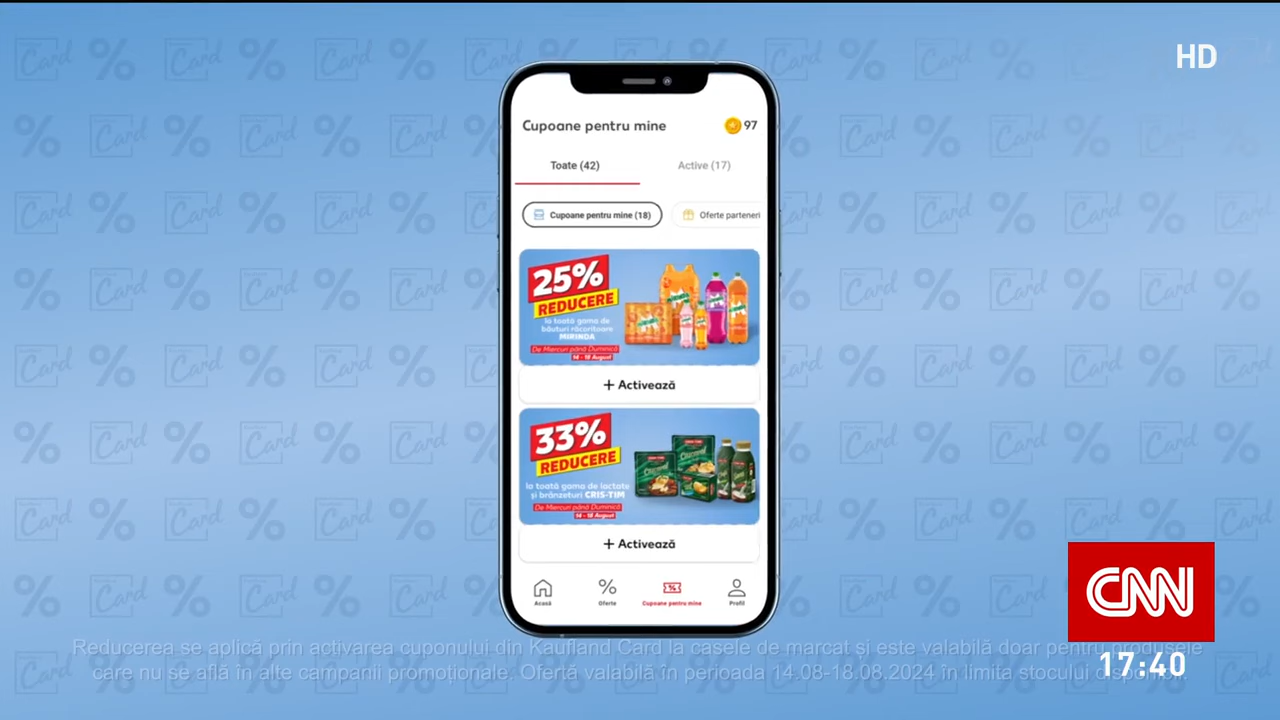 HD
Cupoane pentru mine
97
Toate (42)
Active (17)
Cupoane pentru mine (18)
Oferte parteneri
25%
REDUCERE
la toată gama de
băuturi răcoritoare
MIRINDA
De Miercuri până Duminică
14 - 18 August
+ Activează
33%
REDUCERE
la toată gama de lactate
și brânzeturi CRIS-TIM
De Miercuri până Duminică
14 - 18 August
+ Activează
Acasă
Oferte
Cupoane pentru mine
Profil
Reducerea se aplică prin activarea cuponului din Kaufland Card la casele de marcat și este valabilă doar pentru produsele
care nu se află în alte campanii promoționale. Ofertă valabilă în perioada 14.08-18.08.2024 în limita stocului disponibil.
CNN
17:40